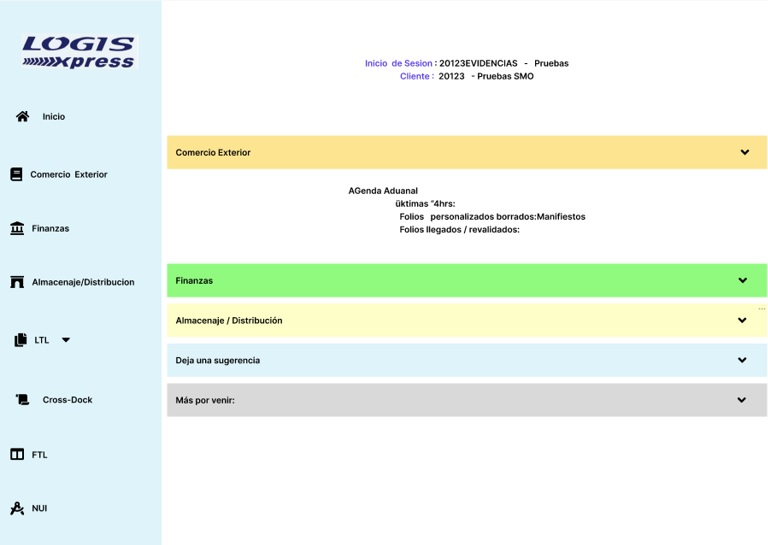 LOGIS
xpress
Inicio de Sesion : 20123EVIDENCIAS - Pruebas
Cliente : 20123 - Pruebas SMO
Inicio
Comercio Exterior
Finanzas
Almacenaje/Distribucion
LTL
Cross-Dock
FTL
NUI
Comercio Exterior
AGenda Aduanal
üktimas "4hrs:
Folios personalizados borrados:Manifiestos
Folios llegados / revalidados:
Finanzas
...
Almacenaje / Distribución
Deja una sugerencia
Más por venir: